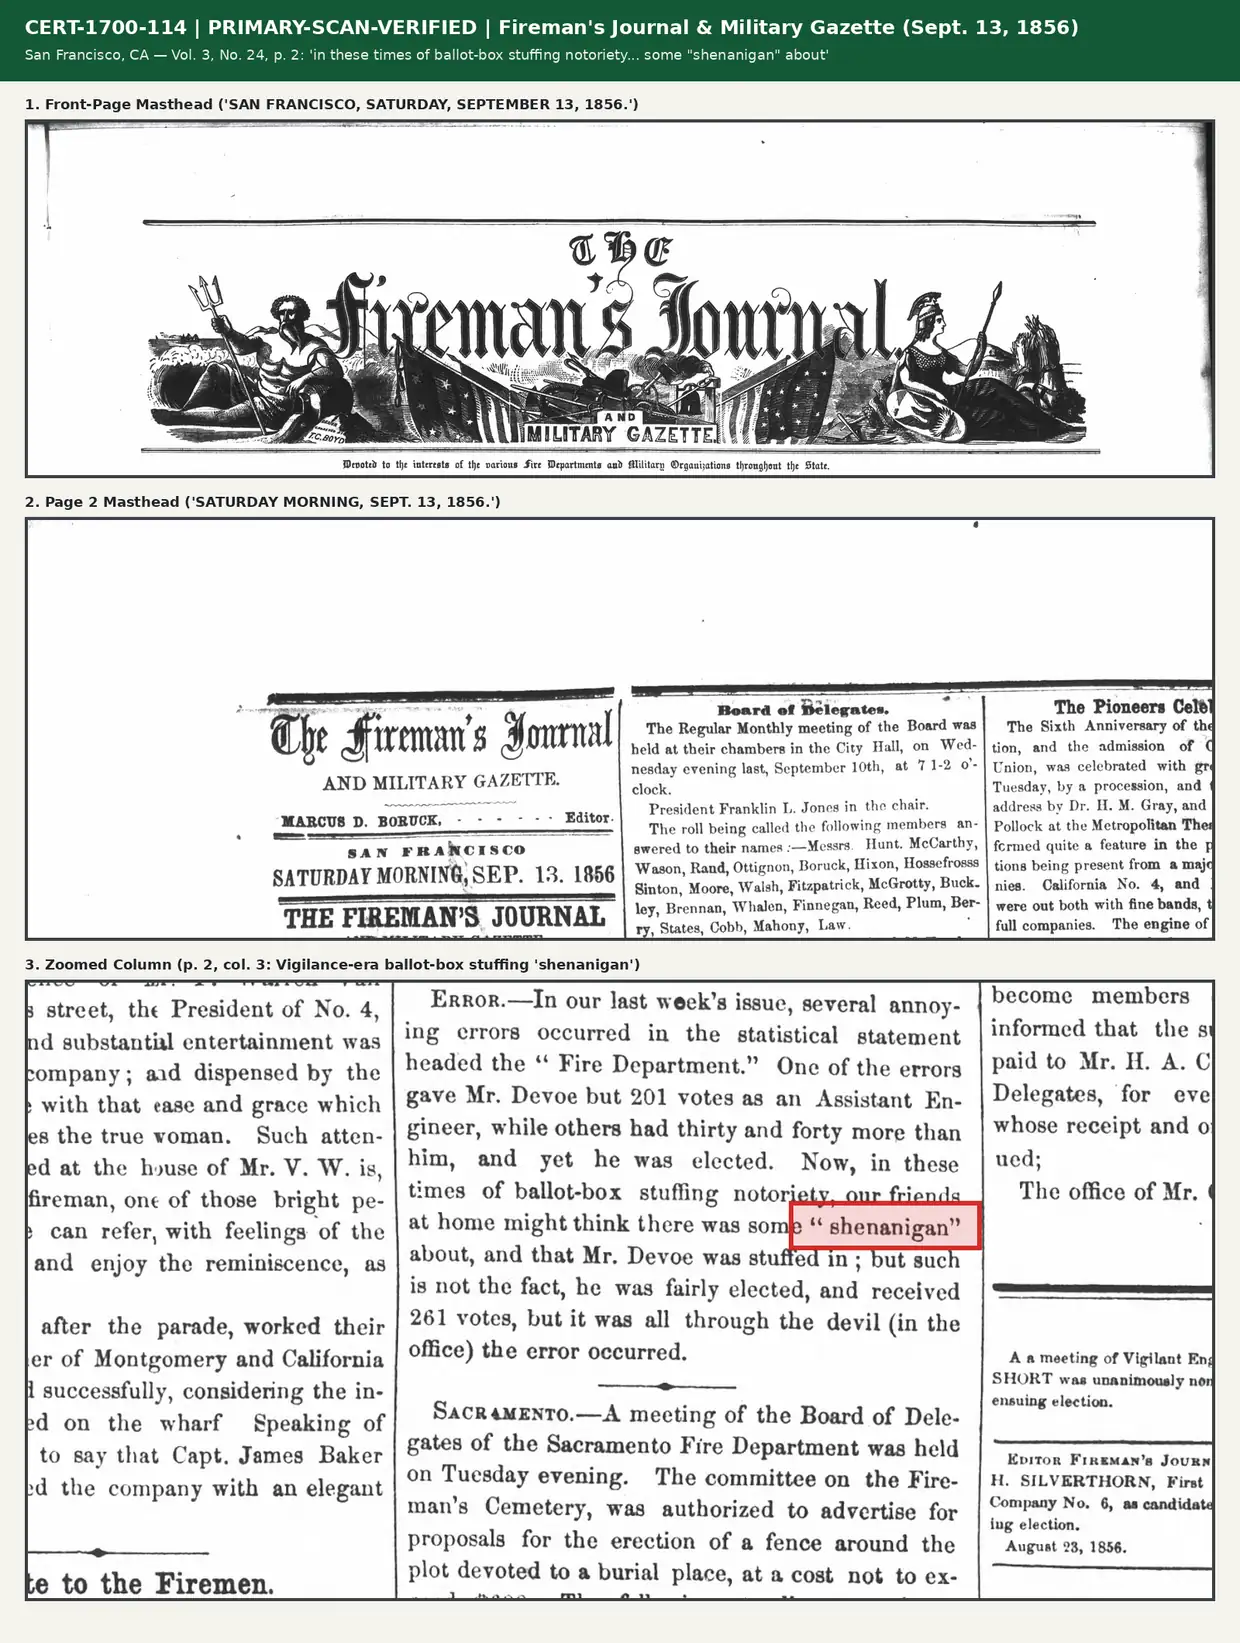 CERT-1700-114 | PRIMARY-SCAN-VERIFIED | Fireman's Journal & Military Gazette (Sept. 13, 1856)
San Francisco, CA — Vol. 3, No. 24, p. 2: 'in these times of ballot-box stuffing notoriety... some "shenanigan" about'
1. Front-Page Masthead ('SAN FRANCISCO, SATURDAY, SEPTEMBER 13, 1856.')
THE
Fireman's Journal.
T.C. BOYD
AND
MILITARY GAZETTE.
Devoted to the interests of the various Fire Departments and Military Organizations throughout the State.
2. Page 2 Masthead ('SATURDAY MORNING, SEPT. 13, 1856.')
The Fireman's Journal
AND MILITARY GAZETTE.
MARCUS D. BORUCK, - - - - - - Editor.
SAN FRANCISCO
SATURDAY MORNING, SEP. 13. 1856
THE FIREMAN'S JOURNAL
Board of Delegates.
The Regular Monthly meeting of the Board was
held at their chambers in the City Hall, on Wed-
nesday evening last, September 10th, at 7 1-2 o'-
clock.
President Franklin L. Jones in the chair.
The roll being called the following members an-
swered to their names :—Messrs. Hunt. McCarthy,
Wason, Rand, Ottignon, Boruck, Hixon, Hossefrosss
Sinton, Moore, Walsh, Fitzpatrick, McGrotty, Buck-
ley, Brennan, Whalen, Finnegan, Reed, Plum, Ber-
ry, States, Cobb, Mahony, Law.
The Pioneers Celel
The Sixth Anniversary of the
tion, and the admission of C
Union, was celebrated with gr
Tuesday, by a procession, and
address by Dr. H. M. Gray, and
Pollock at the Metropolitan The
formed quite a feature in the p
tions being present from a majo
nies. California No. 4, and
were out both with fine bands, t
full companies. The engine of
3. Zoomed Column (p. 2, col. 3: Vigilance-era ballot-box stuffing 'shenanigan')
s street, the President of No. 4,
nd substantial entertainment was
company; and dispensed by the
with that ease and grace which
es the true woman. Such atten-
ed at the house of Mr. V. W. is,
fireman, one of those bright pe-
can refer, with feelings of the
and enjoy the reminiscence, as
after the parade, worked their
er of Montgomery and California
l successfully, considering the in-
ed on the wharf Speaking of
to say that Capt. James Baker
ed the company with an elegant
te to the Firemen.
ERROR.—In our last week's issue, several annoy-
ing errors occurred in the statistical statement
headed the “ Fire Department.” One of the errors
gave Mr. Devoe but 201 votes as an Assistant En-
gineer, while others had thirty and forty more than
him, and yet he was elected. Now, in these
times of ballot-box stuffing notoriety, our friends
at home might think there was some “ shenanigan”
about, and that Mr. Devoe was stuffed in ; but such
is not the fact, he was fairly elected, and received
261 votes, but it was all through the devil (in the
office) the error occurred.
SACRAMENTO.—A meeting of the Board of Dele-
gates of the Sacramento Fire Department was held
on Tuesday evening. The committee on the Fire-
man's Cemetery, was authorized to advertise for
proposals for the erection of a fence around the
plot devoted to a burial place, at a cost not to ex-
become members
informed that the su
paid to Mr. H. A. C
Delegates, for eve
whose receipt and o
ued;
The office of Mr.
A a meeting of Vigilant Eng
SHORT was unanimously nom
ensuing election.
EDITOR FIREMAN'S JOURN
H. SILVERTHORN, First
Company No. 6, as candidate
ing election.
August 23, 1856.